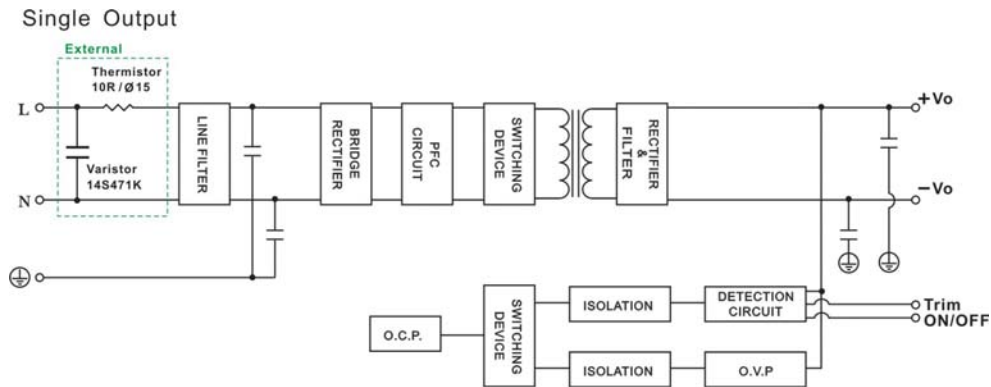 Single Output
External
Thermistor
10R/Ø15
L
Varistor
14S471K
N
LINE FILTER
BRIDGE
RECTIFIER
PFC
CIRCUIT
SWITCHING
DEVICE
RECTIFIER
&
FILTER
+Vo
-Vo
O.C.P.
SWITCHING
DEVICE
ISOLATION
DETECTION
CIRCUIT
Trim
ON/OFF
ISOLATION
O.V.P